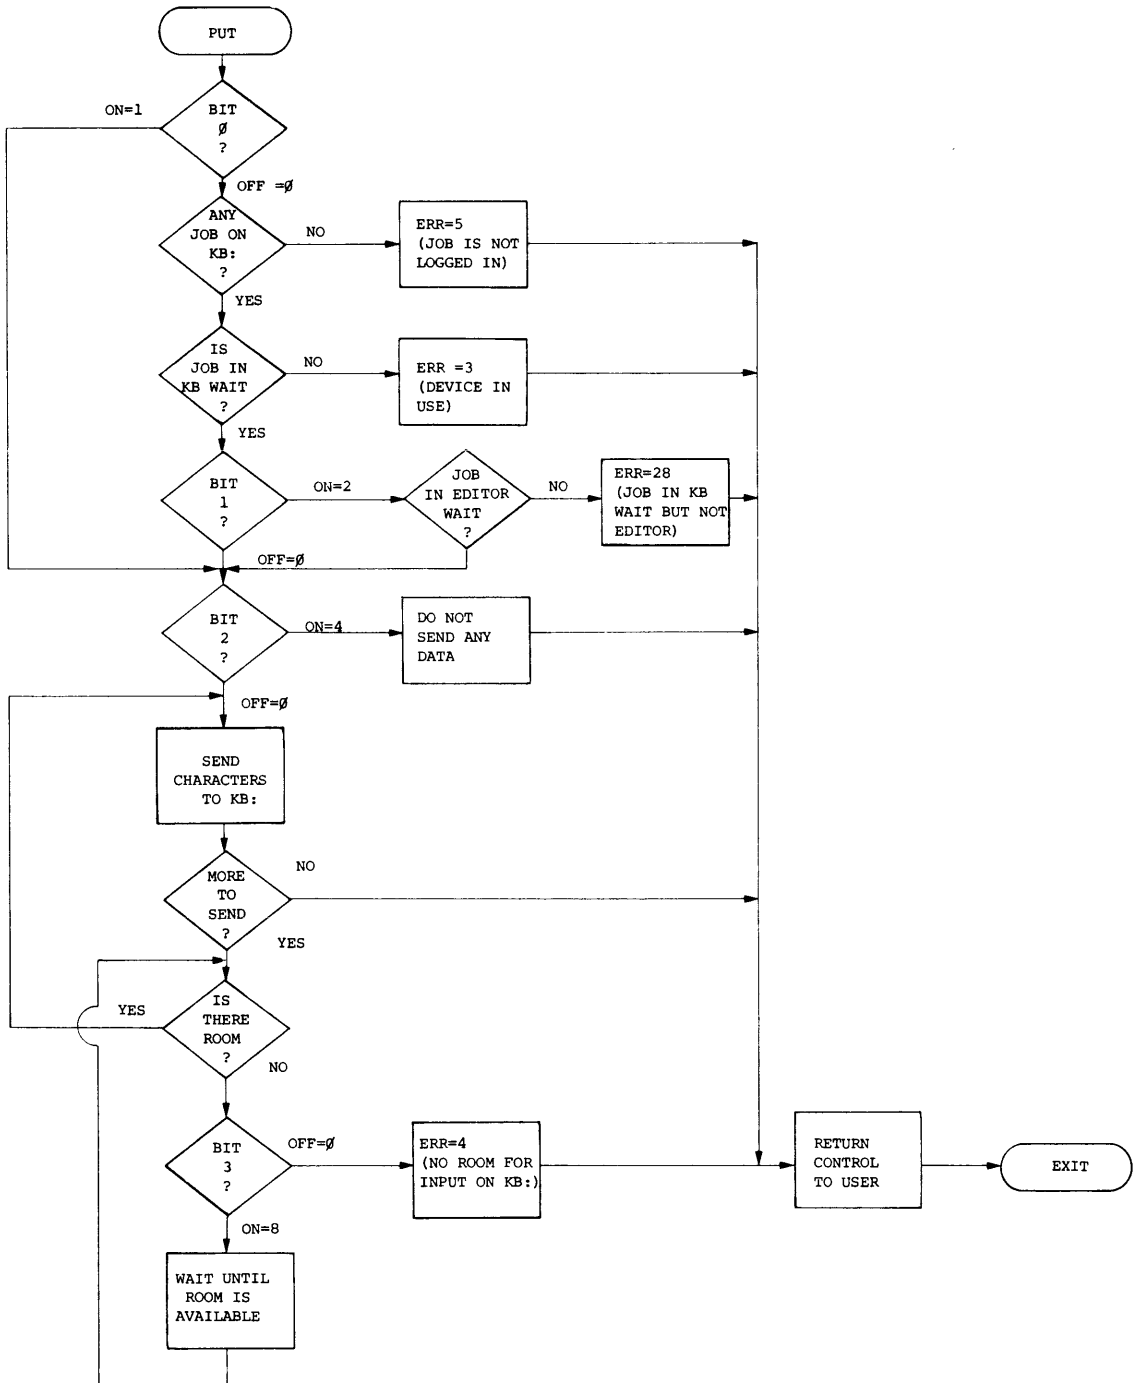 PUT
ON=1
BIT
Ø
?
OFF =Ø
ANY
JOB ON
KB:
?
NO
ERR=5
(JOB IS NOT
LOGGED IN)
YES
IS
JOB IN
KB WAIT
?
NO
ERR =3
(DEVICE IN
USE)
YES
BIT
1
?
ON=2
JOB
IN EDITOR
WAIT
?
NO
ERR=28
(JOB IN KB
WAIT BUT NOT
EDITOR)
OFF=Ø
BIT
2
?
ON=4
DO NOT
SEND ANY
DATA
OFF=Ø
SEND
CHARACTERS
TO KB:
MORE
TO
SEND
?
NO
YES
IS
THERE
ROOM
?
YES
NO
BIT
3
?
OFF=Ø
ERR=4
(NO ROOM FOR
INPUT ON KB:)
RETURN
CONTROL
TO USER
EXIT
ON=8
WAIT UNTIL
ROOM IS
AVAILABLE